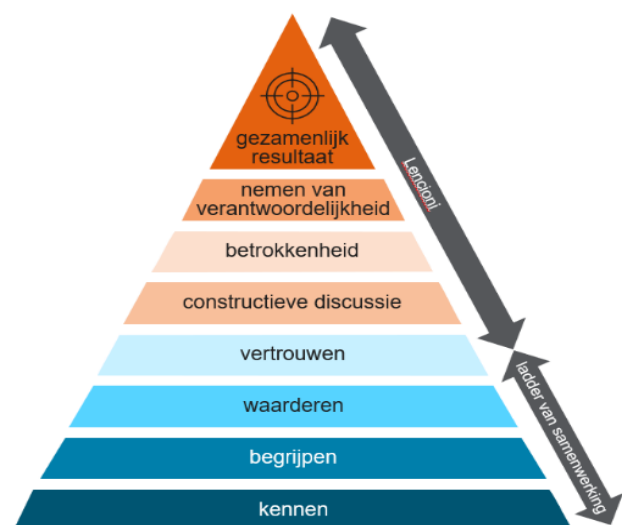 gezamenlijk
resultaat
nemen van
verantwoordelijkheid
betrokkenheid
constructieve discussie
vertrouwen
waarderen
begrijpen
kennen
Lencioni
ladder van samenwerking